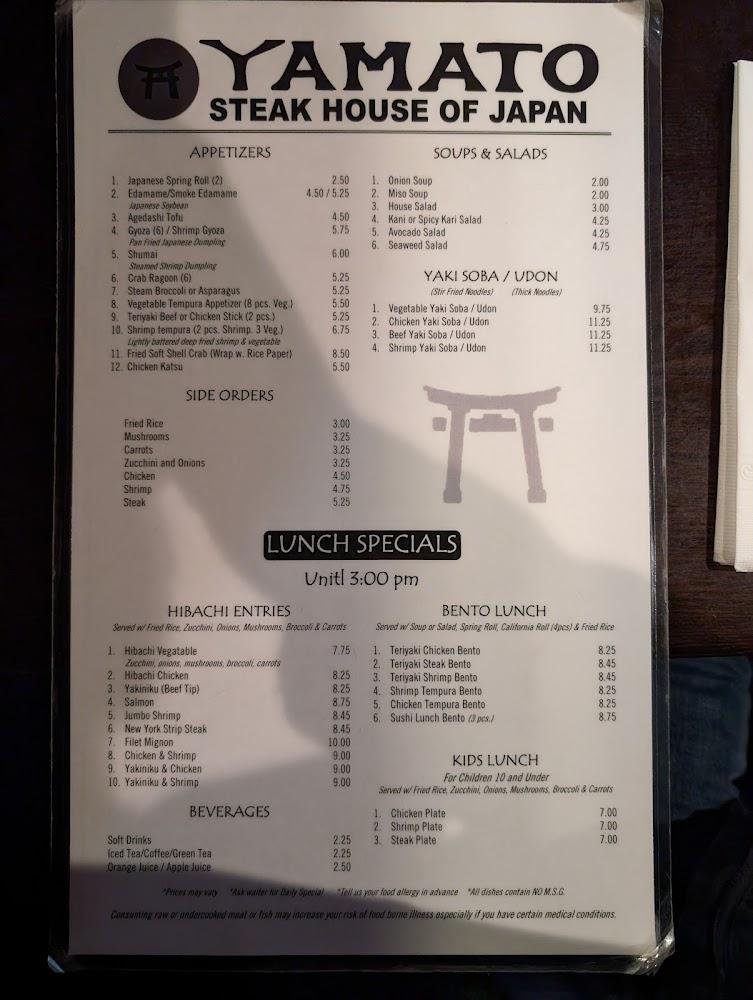 YAMATO
STEAK HOUSE OF JAPAN
APPETIZERS
1. Japanese Spring Roll (2) 2.50
2. Edamame/Smoke Edamame 4.50 / 5.25
Japanese Soybean
3. Agedashi Tofu 4.50
4. Gyoza (6) / Shrimp Gyoza 5.75
Pan Fried Japanese Dumpling
5. Shumai 6.00
Steamed Shrimp Dumpling
6. Crab Ragoon (6) 5.25
7. Steam Broccoli or Asparagus 5.25
8. Vegetable Tempura Appetizer (8 pcs. Veg.) 5.50
9. Teriyaki Beef or Chicken Stick (2 pcs.) 5.25
10. Shrimp tempura (2 pcs. Shrimp. 3 Veg.) 6.75
Lightly battered deep fried shrimp & vegetable
11. Fried Soft Shell Crab (Wrap w. Rice Paper) 8.50
12. Chicken Katsu 5.50
SIDE ORDERS
Fried Rice 3.00
Mushrooms 3.25
Carrots 3.25
Zucchini and Onions 3.25
Chicken 4.50
Shrimp 4.75
Steak 5.25
SOUPS & SALADS
1. Onion Soup 2.00
2. Miso Soup 2.00
3. House Salad 3.00
4. Kani or Spicy Kari Salad 4.25
5. Avocado Salad 4.25
6. Seaweed Salad 4.75
YAKI SOBA / UDON
(Stir Fried Noodles) (Thick Noodles)
1. Vegetable Yaki Soba / Udon 9.75
2. Chicken Yaki Soba / Udon 11.25
3. Beef Yaki Soba / Udon 11.25
4. Shrimp Yaki Soba / Udon 11.25
LUNCH SPECIALS
Unitl 3:00 pm
HIBACHI ENTRIES
Served w/ Fried Rice, Zucchini, Onions, Mushrooms, Broccoli & Carrots
1. Hibachi Vegatable 7.75
Zucchini, onions, mushrooms, broccoli, carrots
2. Hibachi Chicken 8.25
3. Yakiniku (Beef Tip) 8.25
4. Salmon 8.75
5. Jumbo Shrimp 8.45
6. New York Strip Steak 8.45
7. Filet Mignon 10.00
8. Chicken & Shrimp 9.00
9. Yakiniku & Chicken 9.00
10. Yakiniku & Shrimp 9.00
BEVERAGES
Soft Drinks 2.25
Iced Tea/Coffee/Green Tea 2.25
Orange Juice / Apple Juice 2.50
BENTO LUNCH
Served w/ Soup or Salad, Spring Roll, California Roll (4pcs) & Fried Rice
1. Teriyaki Chicken Bento 8.25
2. Teriyaki Steak Bento 8.45
3. Teriyaki Shrimp Bento 8.45
4. Shrimp Tempura Bento 8.25
5. Chicken Tempura Bento 8.25
6. Sushi Lunch Bento (3 pcs.) 8.75
KIDS LUNCH
For Children 10 and Under
Served w/ Fried Rice, Zucchini, Onions, Mushrooms, Broccoli & Carrots
1. Chicken Plate 7.00
2. Shrimp Plate 7.00
3. Steak Plate 7.00
*Prices may vary *Ask waiter for Daily Special *Tell us your food allergy in advance *All dishes contain NO M.S.G.
Consuming raw or undercooked meat or fish may increase your risk of food borne illness especially if you have certain medical conditions.